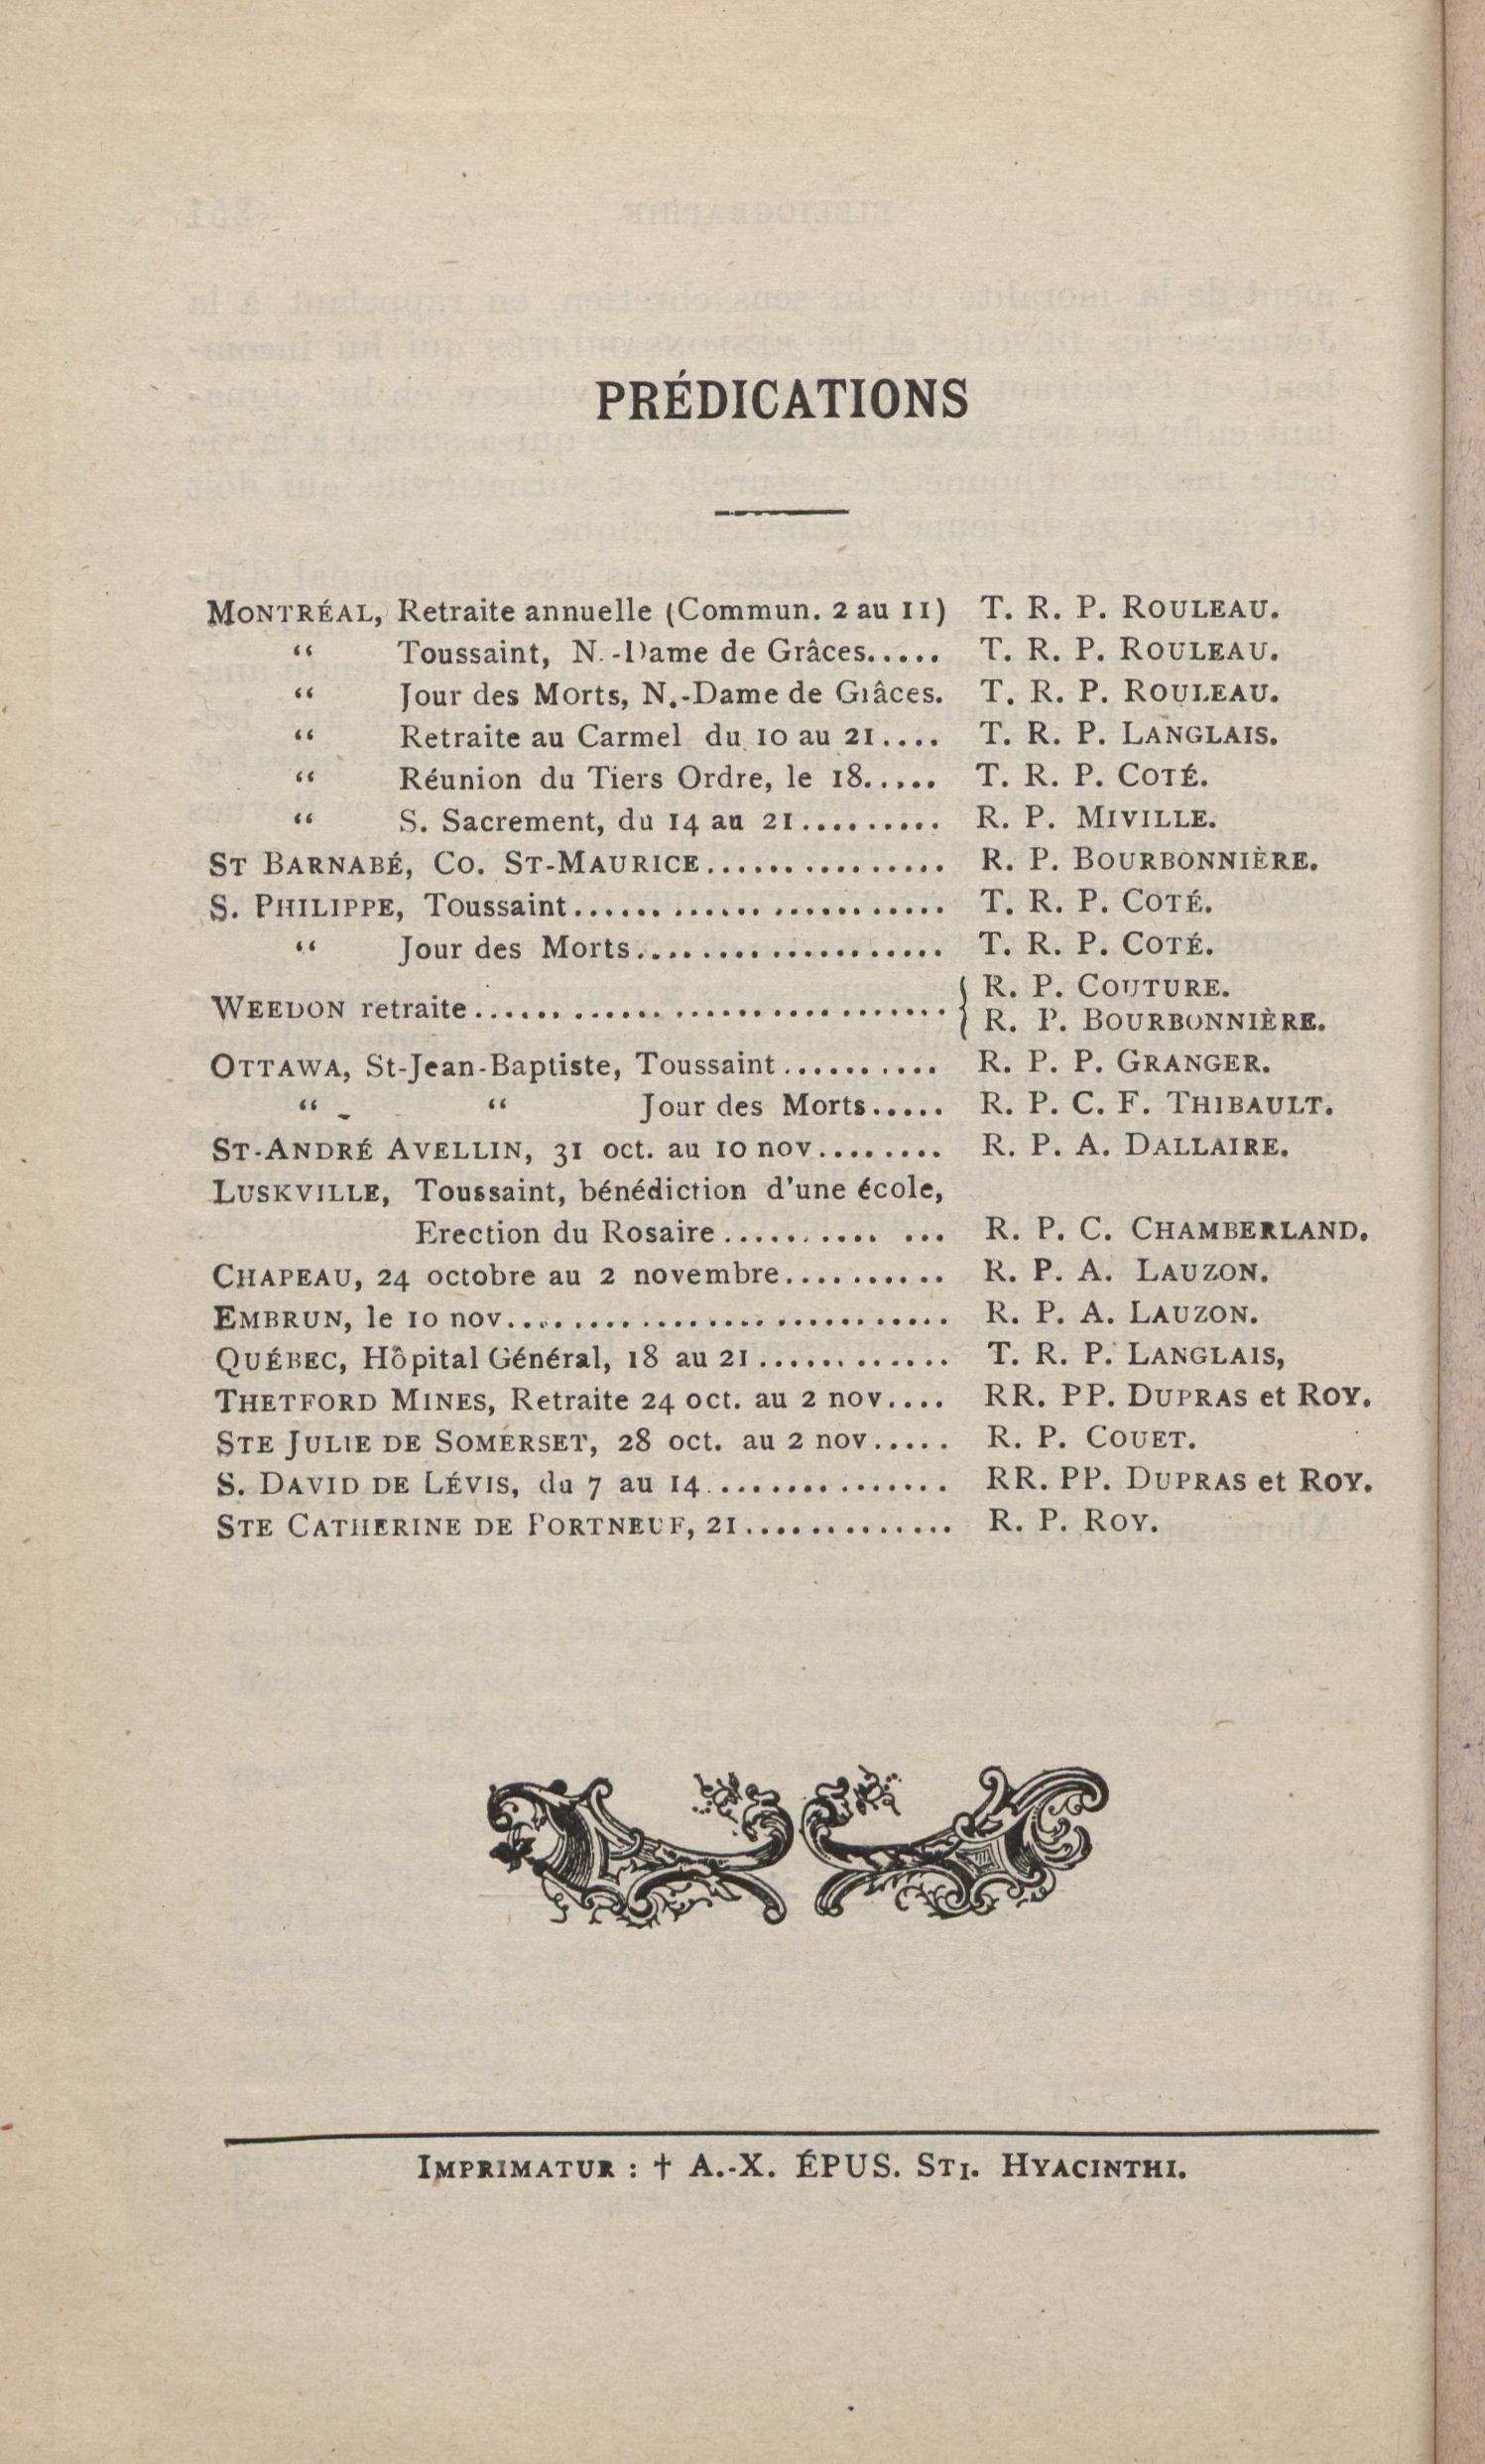 PRÉDICATIONS
MONTRÉAL, Retraite annuelle (Commun. 2 au 11) T. R. P. ROULEAU.
“ Toussaint, N.-Dame de Grâces..... T. R. P. ROULEAU.
“ Jour des Morts, N.-Dame de Grâces. T. R. P. ROULEAU.
“ Retraite au Carmel du 10 au 21.... T. R. P. LANGLAIS.
“ Réunion du Tiers Ordre, le 18..... T. R. P. COTÉ.
“ S. Sacrement, du 14 au 21.......... R. P. MIVILLE.
ST BARNABÉ, CO. ST-MAURICE................ R. P. BOURBONNIÈRE.
S. PHILIPPE, Toussaint........................ T. R. P. COTÉ.
“ Jour des Morts.................... T. R. P. COTÉ.
WEEDON retraite.............................. { R. P. COUTURE.
R. P. BOURBONNIÈRE.
OTTAWA, St-Jean-Baptiste, Toussaint.......... R. P. P. GRANGER.
“ “ Jour des Morts..... R. P. C. F. THIBAULT.
ST-ANDRÉ AVELLIN, 31 oct. au 10 nov........ R. P. A. DALLAIRE.
LUSKVILLE, Toussaint, bénédiction d'une école,
Erection du Rosaire.......... ... R. P. C. CHAMBERLAND.
CHAPEAU, 24 octobre au 2 novembre.......... R. P. A. LAUZON.
EMBRUN, le 10 nov............................ R. P. A. LAUZON.
QUÉBEC, Hôpital Général, 18 au 21............ T. R. P. LANGLAIS,
THETFORD MINES, Retraite 24 oct. au 2 nov.... RR. PP. DUPRAS et ROY.
STE JULIE DE SOMERSET, 28 oct. au 2 nov..... R. P. COUET.
S. DAVID DE LÉVIS, du 7 au 14............... RR. PP. DUPRAS et ROY.
STE CATHERINE DE PORTNEUF, 21.............. R. P. ROY.
IMPRIMATUR : † A.-X. ÉPUS. STI. HYACINTHI.